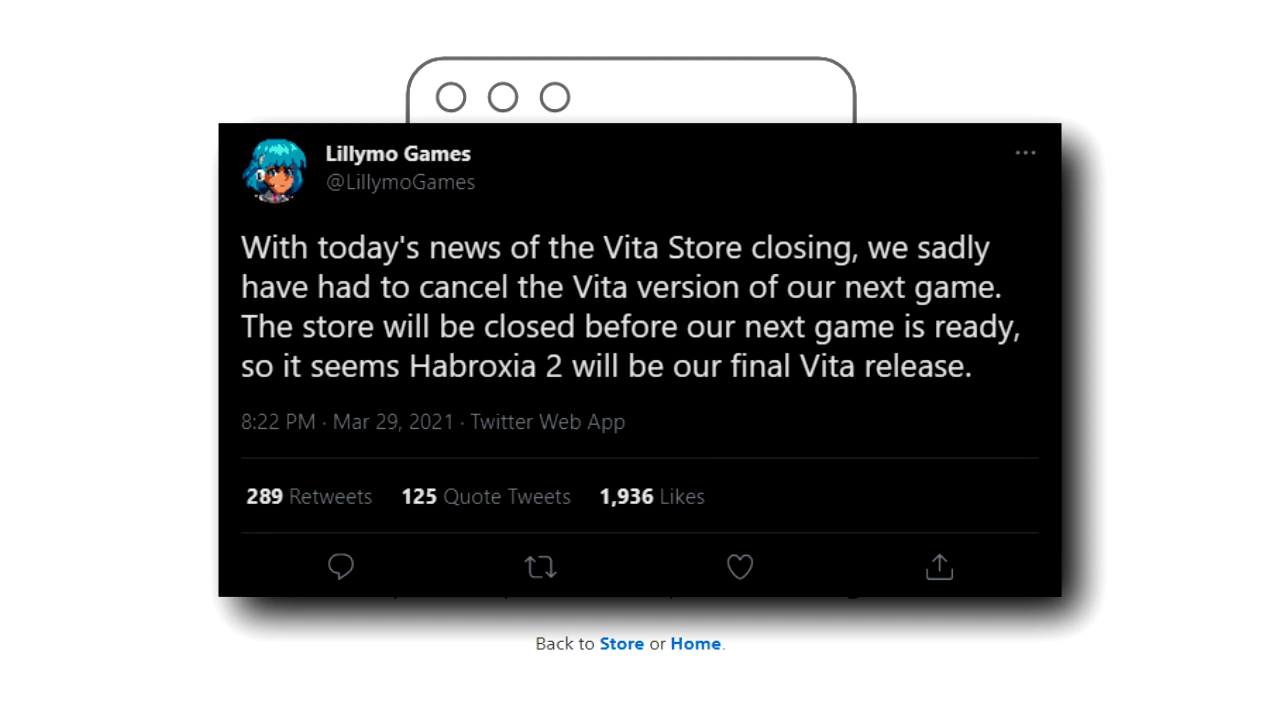 Lillymo Games
@LillymoGames
With today's news of the Vita Store closing, we sadly
have had to cancel the Vita version of our next game.
The store will be closed before our next game is ready,
so it seems Habroxia 2 will be our final Vita release.
8:22 PM · Mar 29, 2021 · Twitter Web App
289 Retweets 125 Quote Tweets 1,936 Likes
Back to Store or Home.